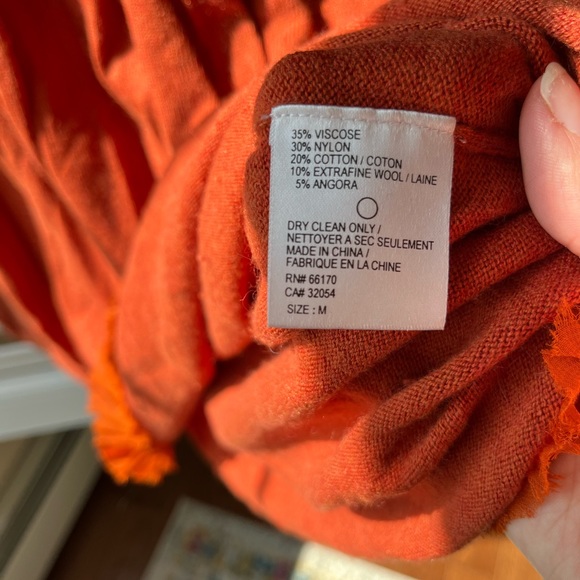 35% VISCOSE
30% NYLON
20% COTTON / COTON
10% EXTRAFINE WOOL / LAINE
5% ANGORA
DRY CLEAN ONLY /
NETTOYER A SEC SEULEMENT
MADE IN CHINA /
FABRIQUE EN LA CHINE
RN# 66170
CA# 32054
SIZE : M